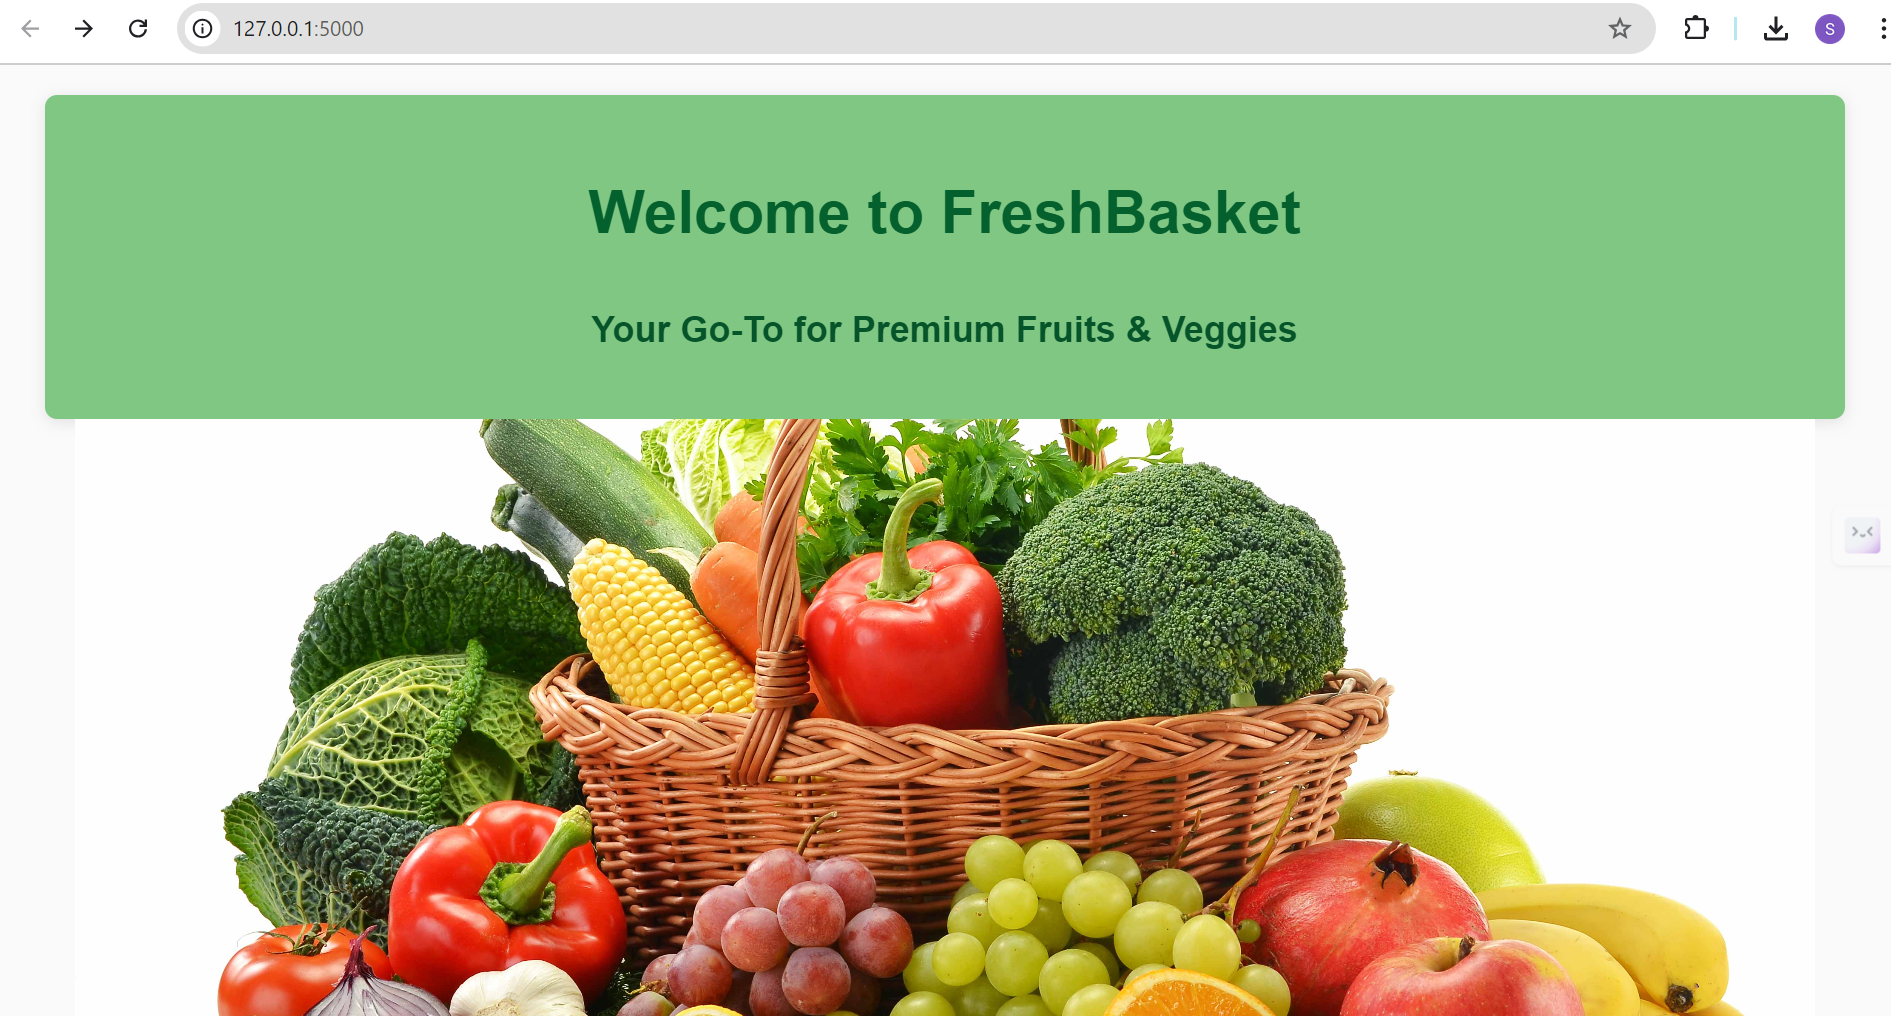 127.0.0.1:5000
S
Welcome to FreshBasket
Your Go-To for Premium Fruits & Veggies